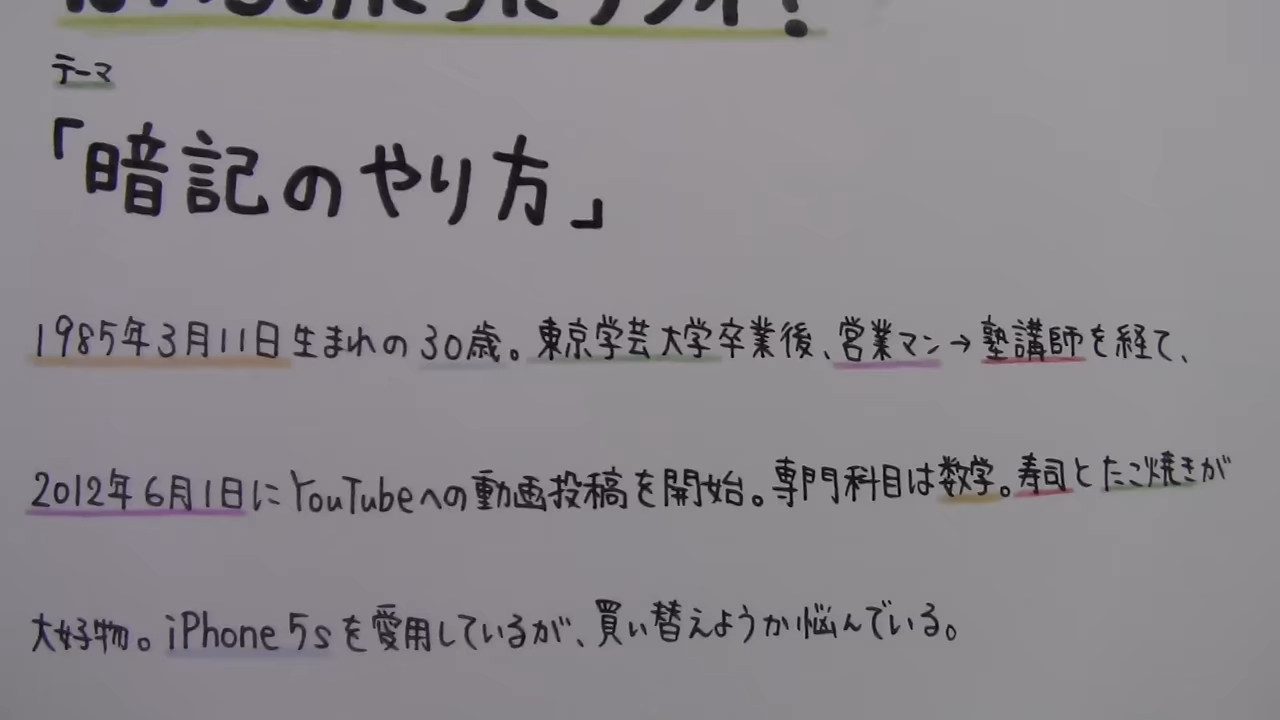 テーマ
「暗記のやり方」
1985年3月11日生まれの30歳。東京学芸大学卒業後、営業マン→塾講師を経て、
2012年6月1日にYouTubeへの動画投稿を開始。専門科目は数学。寿司とたこ焼きが
大好物。iPhone 5sを愛用しているが、買い替えようか悩んでいる。